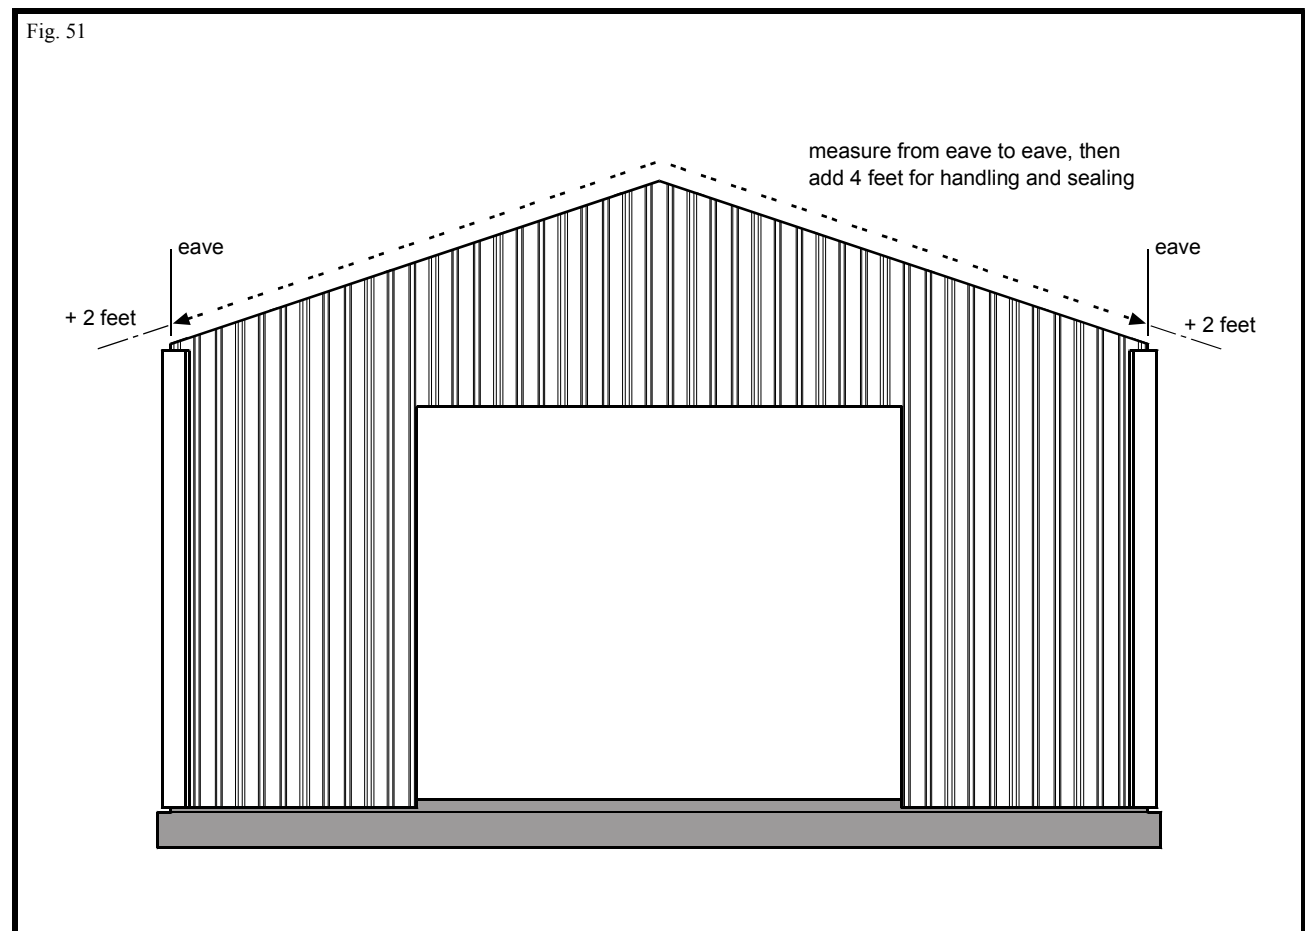 Fig. 51
measure from eave to eave, then
add 4 feet for handling and sealing
eave
eave
+ 2 feet
+ 2 feet